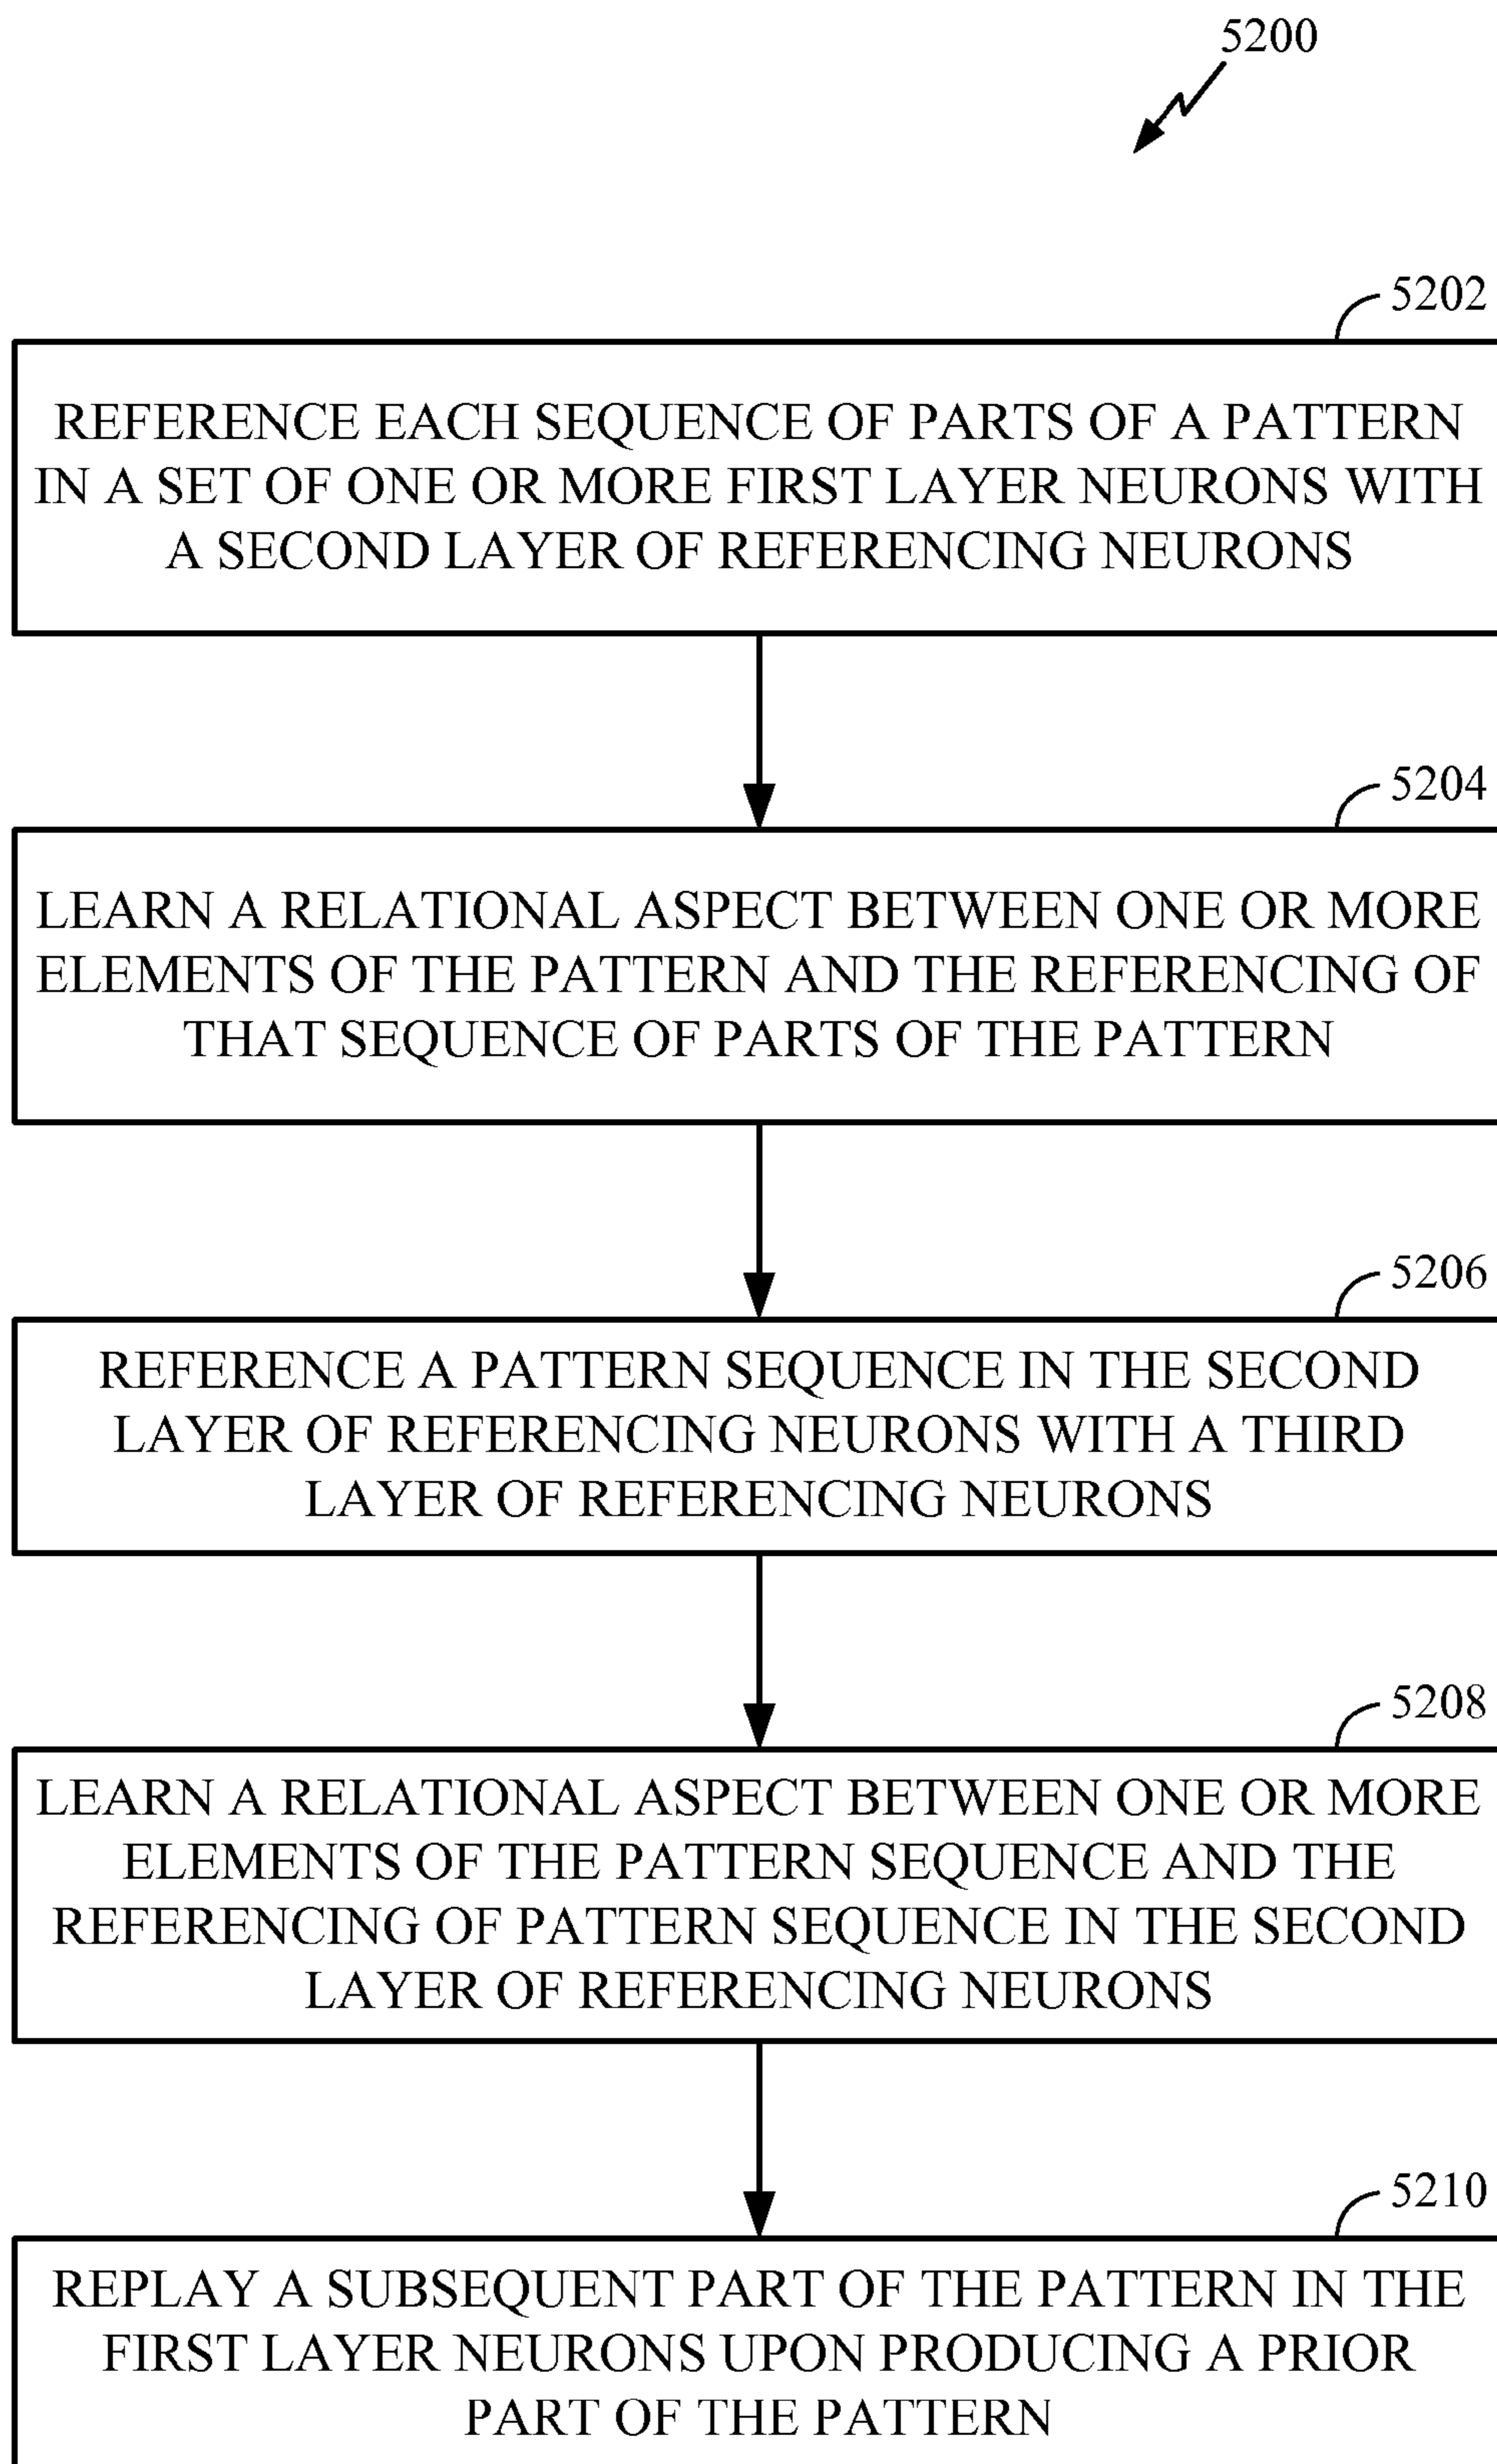 5200
5202
REFERENCE EACH SEQUENCE OF PARTS OF A PATTERN
IN A SET OF ONE OR MORE FIRST LAYER NEURONS WITH
A SECOND LAYER OF REFERENCING NEURONS
5204
LEARN A RELATIONAL ASPECT BETWEEN ONE OR MORE
ELEMENTS OF THE PATTERN AND THE REFERENCING OF
THAT SEQUENCE OF PARTS OF THE PATTERN
5206
REFERENCE A PATTERN SEQUENCE IN THE SECOND
LAYER OF REFERENCING NEURONS WITH A THIRD
LAYER OF REFERENCING NEURONS
5208
LEARN A RELATIONAL ASPECT BETWEEN ONE OR MORE
ELEMENTS OF THE PATTERN SEQUENCE AND THE
REFERENCING OF PATTERN SEQUENCE IN THE SECOND
LAYER OF REFERENCING NEURONS
5210
REPLAY A SUBSEQUENT PART OF THE PATTERN IN THE
FIRST LAYER NEURONS UPON PRODUCING A PRIOR
PART OF THE PATTERN